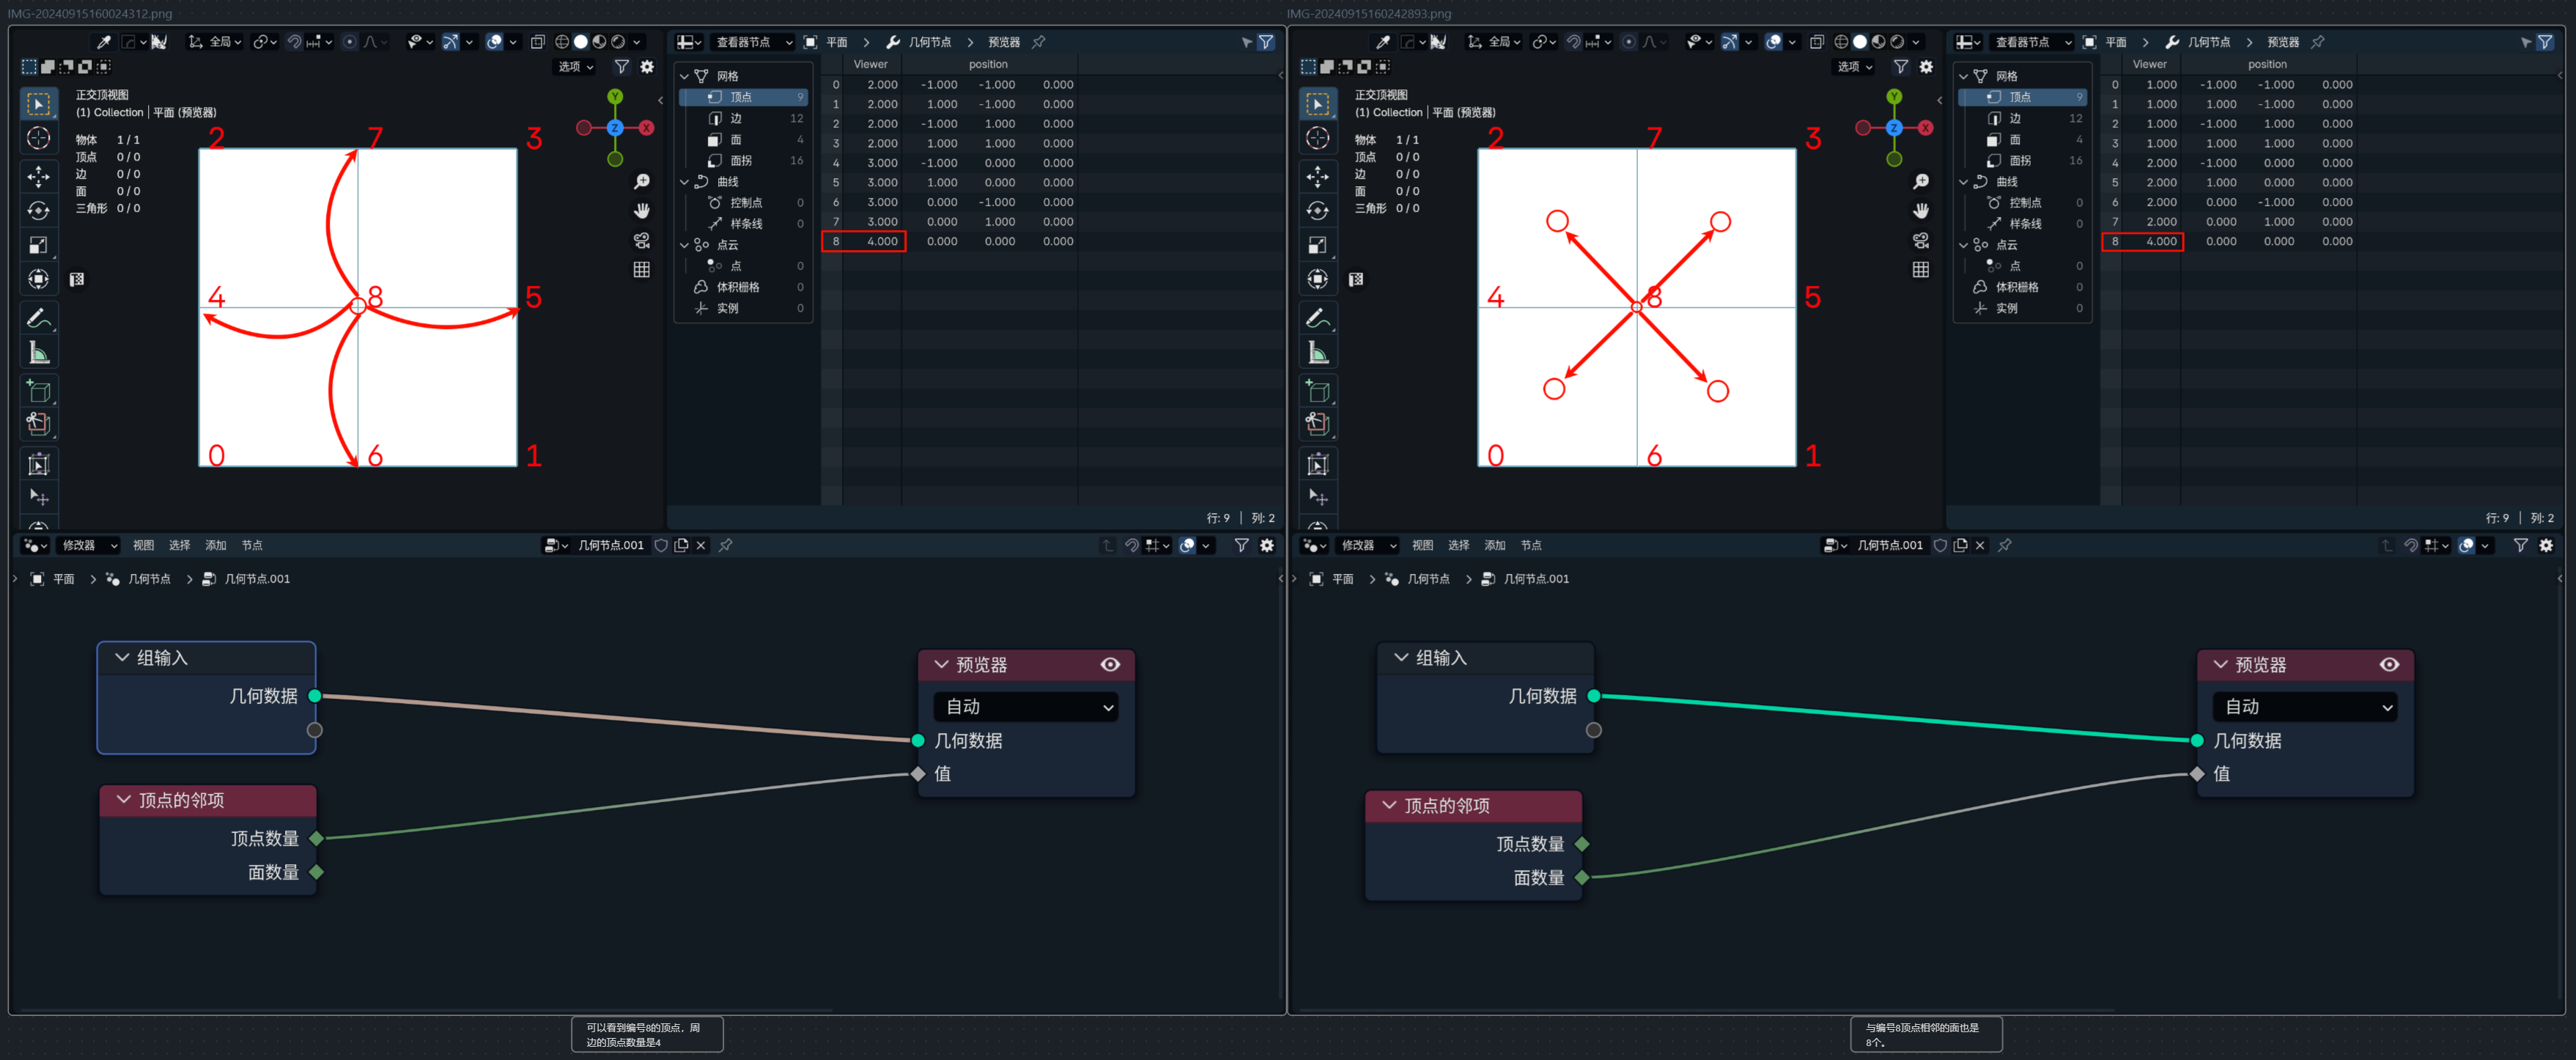 IMG-20240915160024312.png
全局
选项
正交顶视图
(1) Collection | 平面 (预览器)
物体 1 / 1
顶点 0 / 0
边 0 / 0
面 0 / 0
三角形 0 / 0
Y
Z
X
2 7 3
4 8 5
0 6 1
查看器节点 平面 > 几何节点 > 预览器
网格
顶点 9
边 12
面 4
面拐 16
曲线
控制点 0
样条线 0
点云
点 0
体积栅格 0
实例 0
Viewer position
0 2.000 -1.000 -1.000 0.000
1 2.000 1.000 -1.000 0.000
2 2.000 -1.000 1.000 0.000
3 2.000 1.000 1.000 0.000
4 3.000 -1.000 0.000 0.000
5 3.000 1.000 0.000 0.000
6 3.000 0.000 -1.000 0.000
7 3.000 0.000 1.000 0.000
8 4.000 0.000 0.000 0.000
行: 9 | 列: 2
修改器 视图 选择 添加 节点 几何节点.001
平面 > 几何节点 > 几何节点.001
组输入
几何数据
顶点的邻项
顶点数量
面数量
预览器
自动
几何数据
值
可以看到编号8的顶点，周
边的顶点数量是4
IMG-20240915160242893.png
全局
选项
正交顶视图
(1) Collection | 平面 (预览器)
物体 1 / 1
顶点 0 / 0
边 0 / 0
面 0 / 0
三角形 0 / 0
Y
Z
X
2 7 3
4 8 5
0 6 1
查看器节点 平面 > 几何节点 > 预览器
网格
顶点 9
边 12
面 4
面拐 16
曲线
控制点 0
样条线 0
点云
点 0
体积栅格 0
实例 0
Viewer position
0 1.000 -1.000 -1.000 0.000
1 1.000 1.000 -1.000 0.000
2 1.000 -1.000 1.000 0.000
3 1.000 1.000 1.000 0.000
4 2.000 -1.000 0.000 0.000
5 2.000 1.000 0.000 0.000
6 2.000 0.000 -1.000 0.000
7 2.000 0.000 1.000 0.000
8 4.000 0.000 0.000 0.000
行: 9 | 列: 2
修改器 视图 选择 添加 节点 几何节点.001
平面 > 几何节点 > 几何节点.001
组输入
几何数据
顶点的邻项
顶点数量
面数量
预览器
自动
几何数据
值
与编号8顶点相邻的面也是
8个。